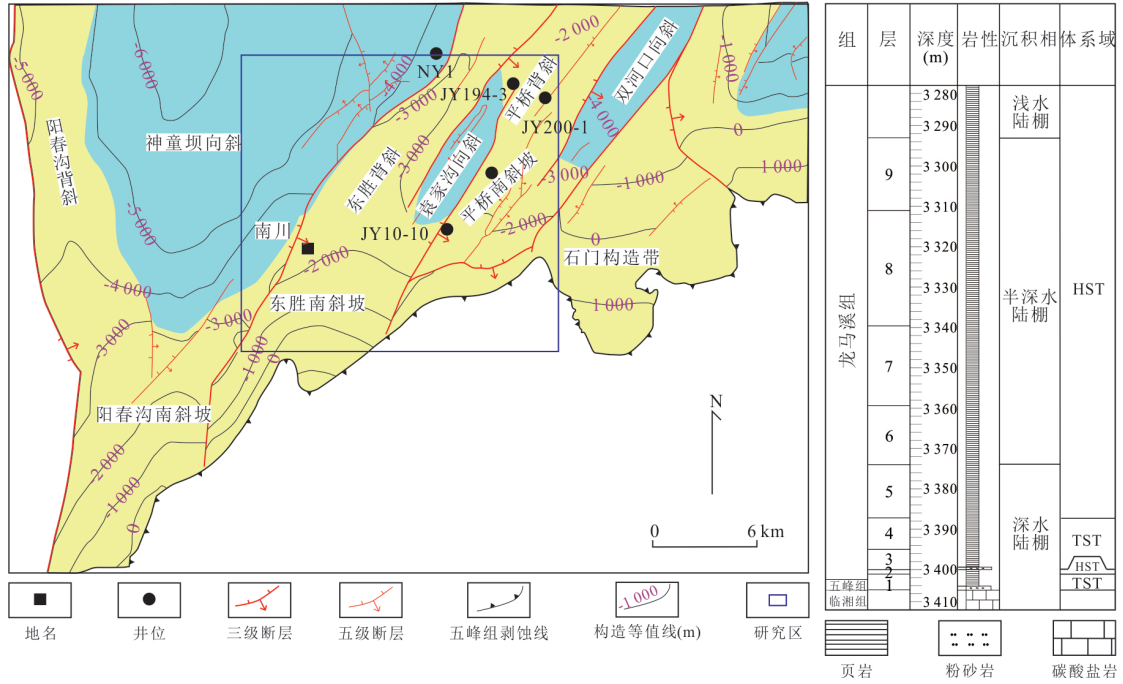 -5 000
-6 000
-4 000
NY1
-3 000
JY194-3
平桥背斜
-2 000
JY200-1
双河口向斜
-4 000
-1 000
0
1 000
阳春沟背斜
神童坝向斜
东胜背斜
-3 000
袁家沟向斜
平桥南斜坡
-3 000
-1 000
-5 000
南川
JY10-10
-2 000
0
石门构造带
-2 000
-4 000
东胜南斜坡
1 000
-3 000
-3 000
-1 000
0
阳春沟南斜坡
-2 000
-1 000
0
N
0 6 km
-1 000
地名
井位
三级断层
五级断层
五峰组剥蚀线
构造等值线(m)
研究区
组 层 深度(m) 岩性 沉积相 体系域
龙马溪组
五峰组
临湘组
9
8
7
6
5
4
3
2
1
3 280
3 290
3 300
3 310
3 320
3 330
3 340
3 350
3 360
3 370
3 380
3 390
3 400
3 410
浅水
陆棚
半深水
陆棚
深水
陆棚
HST
TST
HST
TST
页岩
粉砂岩
碳酸盐岩